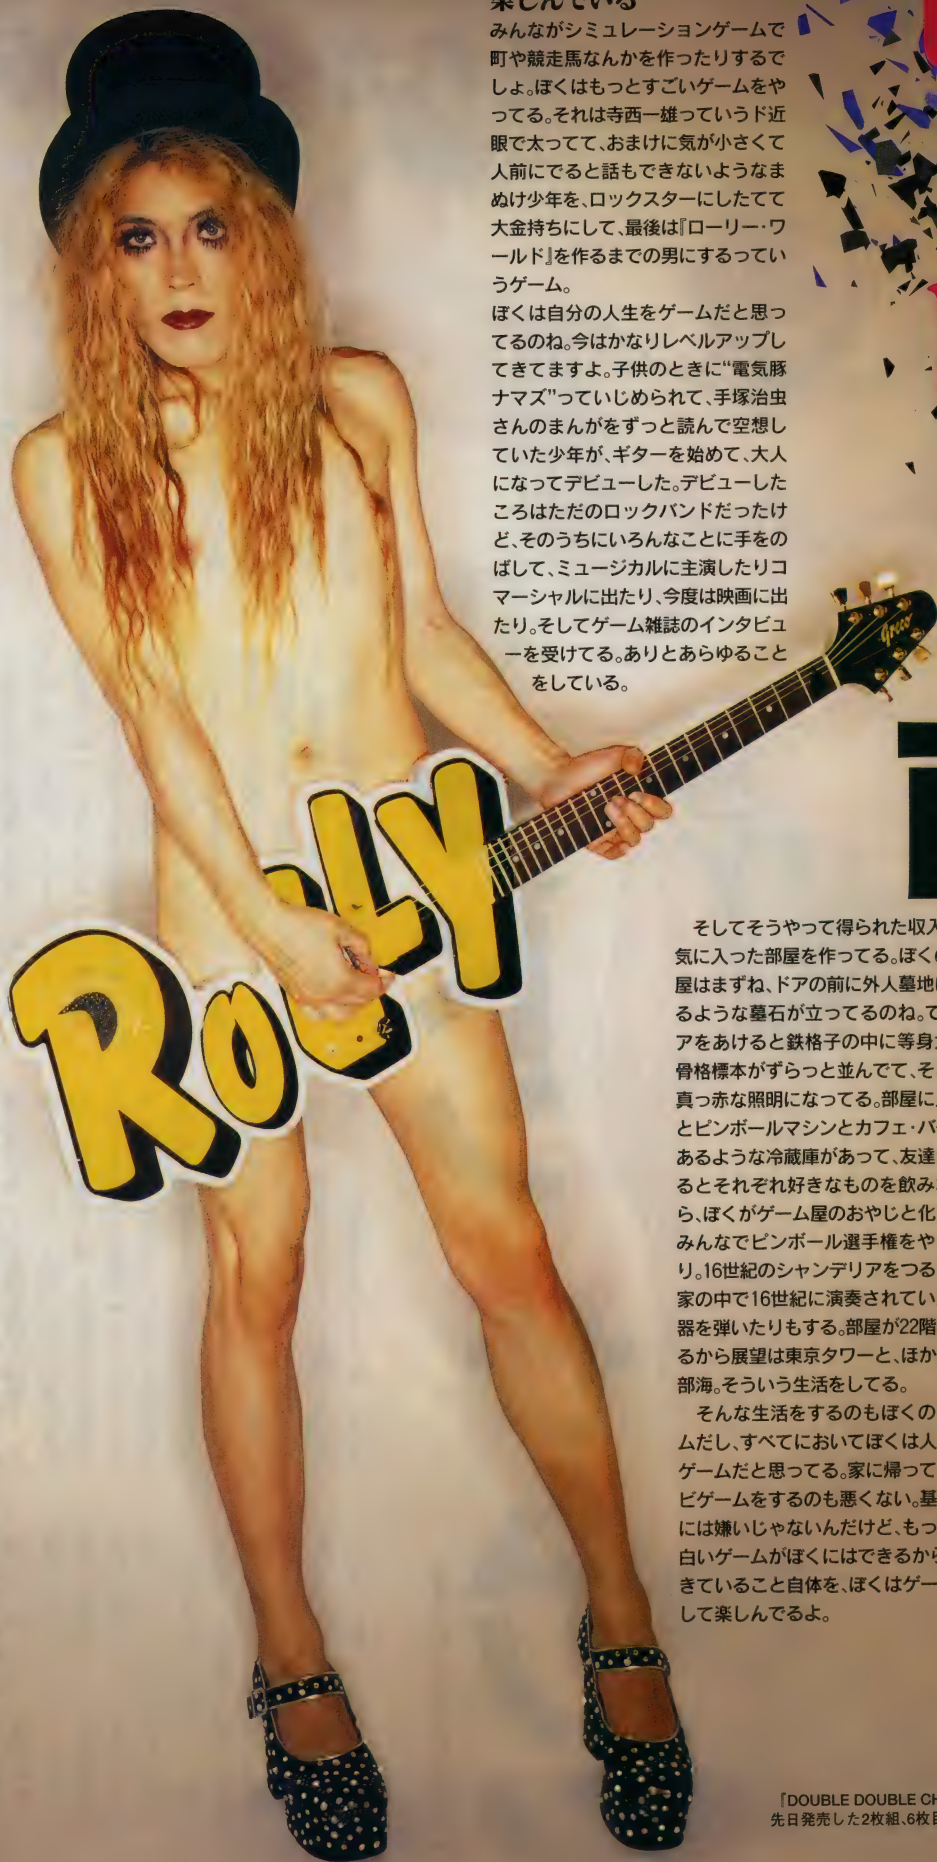 楽しんでいる
みんながシミュレーションゲームで
町や競走馬なんかを作ったりするで
しょ。ぼくはもっとすごいゲームをや
ってる。それは寺西一雄っていうド近
眼で太ってて、おまけに気が小さくて
人前にでると話もできないようなま
ぬけ少年を、ロックスターにしたてて
大金持ちにして、最後は『ローリー・ワ
ールド』を作るまでの男にするってい
うゲーム。
ぼくは自分の人生をゲームだと思っ
てるのね。今はかなりレベルアップし
てきてますよ。子供のときに“電気豚
ナマズ”っていじめられて、手塚治虫
さんのまんがをずっと読んで空想し
ていた少年が、ギターを始めて、大人
になってデビューした。デビューした
ころはただのロックバンドだったけ
ど、そのうちにいろんなことに手をの
ばして、ミュージカルに主演したりコ
マーシャルに出たり、今度は映画に出
たり。そしてゲーム雑誌のインタビュ
ーを受けてる。ありとあらゆること
をしている。
Greco
ROLLY
そしてそうやって得られた収入
気に入った部屋を作ってる。ぼく
屋はまずね、ドアの前に外人墓地
るような墓石が立ってるのね。で
アをあけると鉄格子の中に等身
骨格標本がずらっと並んでて、そ
真っ赤な照明になってる。部屋に
とピンボールマシンとカフェ・バ
あるような冷蔵庫があって、友達
るとそれぞれ好きなものを飲み
ら、ぼくがゲーム屋のおやじと化
みんなでピンボール選手権をや
り。16世紀のシャンデリアをつる
家の中で16世紀に演奏されてい
器を弾いたりもする。部屋が22階
るから展望は東京タワーと、ほか
部海。そういう生活をしてる。
そんな生活をするのもぼくの
ムだし、すべてにおいてぼくは人
ゲームだと思ってる。家に帰って
ビゲームをするのも悪くない。基
には嫌いじゃないんだけど、もっ
白いゲームがぼくにはできるから
きていること自体を、ぼくはゲー
して楽しんでるよ。
『DOUBLE DOUBLE CH
先日発売した2枚組、6枚目